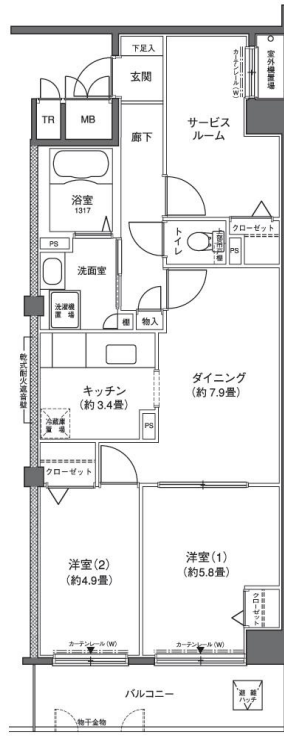 下足入
玄関
カーテンレール(W)
室外機置場
TR
MB
廊下
サービス
ルーム
浴室
1317
トイレ
上部吊戸棚
クローゼット
PS
PS
洗面室
洗濯機
置場
棚
物入
乾式耐火遮音壁
キッチン
(約3.4畳)
ダイニング
(約7.9畳)
冷蔵庫
置場
PS
クローゼット
洋室(2)
(約4.9畳)
洋室(1)
(約5.8畳)
クローゼット
カーテンレール(W)
カーテンレール(W)
バルコニー
避難
ハッチ
物干金物